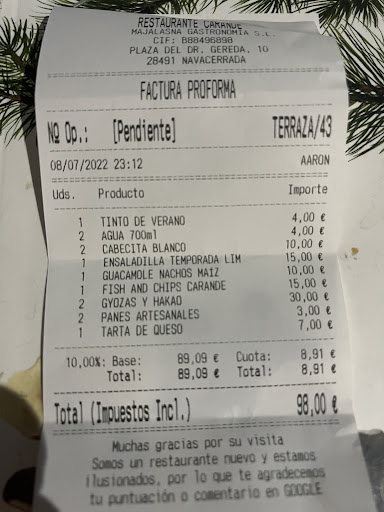 RESTAURANTE CARANDE
MAJALASNA GASTRONOMIA S.L.
CIF: B88496898
PLAZA DEL DR. GEREDA, 10
28491 NAVACERRADA
FACTURA PROFORMA
Nº Op.: [Pendiente] TERRAZA/43
08/07/2022 23:12 AARON
Uds. Producto Importe
1 TINTO DE VERANO 4,00 €
2 AGUA 700ml 4,00 €
2 CABECITA BLANCO 10,00 €
1 ENSALADILLA TEMPORADA LIM 15,00 €
1 GUACAMOLE NACHOS MAIZ 10,00 €
1 FISH AND CHIPS CARANDE 15,00 €
2 GYOZAS Y HAKAO 30,00 €
2 PANES ARTESANALES 3,00 €
1 TARTA DE QUESO 7,00 €
10,00%: Base: 89,09 € Cuota: 8,91 €
Total: 89,09 € Total: 8,91 €
Total (Impuestos Incl.) 98,00 €
Muchas gracias por su visita
Somos un restaurante nuevo y estamos
ilusionados, por lo que te agradecemos
tu puntuación o comentario en GOOGLE